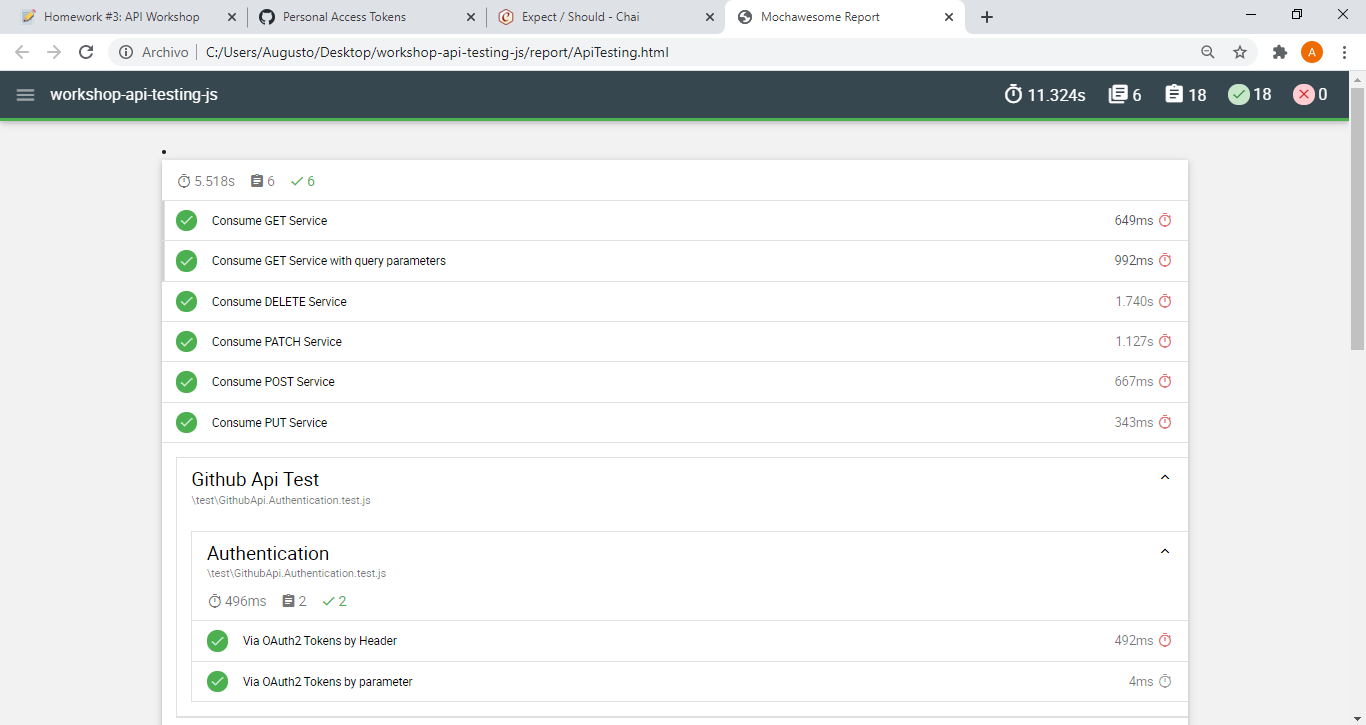 Homework #3: API Workshop
Personal Access Tokens
Expect / Should - Chai
Mochawesome Report
Archivo C:/Users/Augusto/Desktop/workshop-api-testing-js/report/ApiTesting.html
A
workshop-api-testing-js 11.324s 6 18 18 0
5.518s 6 6
Consume GET Service 649ms
Consume GET Service with query parameters 992ms
Consume DELETE Service 1.740s
Consume PATCH Service 1.127s
Consume POST Service 667ms
Consume PUT Service 343ms
Github Api Test
\test\GithubApi.Authentication.test.js
Authentication
\test\GithubApi.Authentication.test.js
496ms 2 2
Via OAuth2 Tokens by Header 492ms
Via OAuth2 Tokens by parameter 4ms